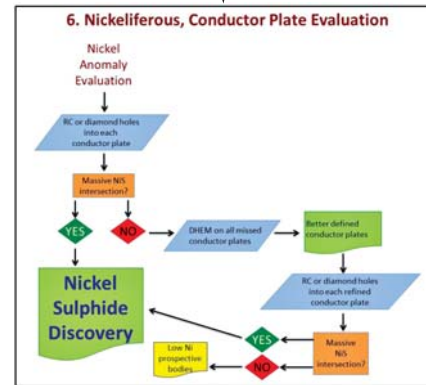 6. Nickeliferous, Conductor Plate Evaluation
Nickel
Anomaly
Evaluation
RC or diamond holes
into each
conductor plate
Massive NiS
intersection?
YES
NO
DHEM on all missed
conductor plates
Better defined
conductor plates
RC or diamond holes
into each refined
conductor plate
Massive
NiS
intersection?
YES
NO
Low Ni
prospective
bodies
Nickel
Sulphide
Discovery